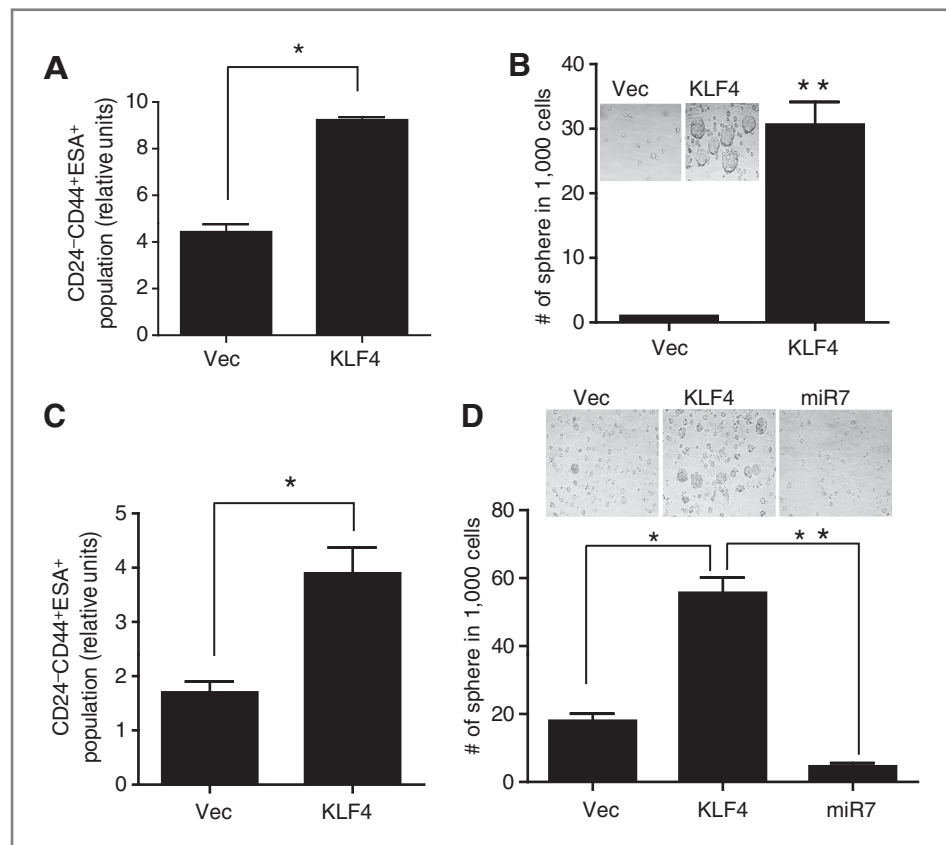 A
CD24⁻CD44⁺ESA⁺
population (relative units)
10
8
6
4
2
0
*
Vec
KLF4
B
# of sphere in 1,000 cells
40
30
20
10
0
Vec
KLF4
* *
Vec
KLF4
C
CD24⁻CD44⁺ESA⁺
population (relative units)
5
4
3
2
1
0
*
Vec
KLF4
D
Vec
KLF4
miR7
# of sphere in 1,000 cells
80
60
40
20
0
*
* *
Vec
KLF4
miR7